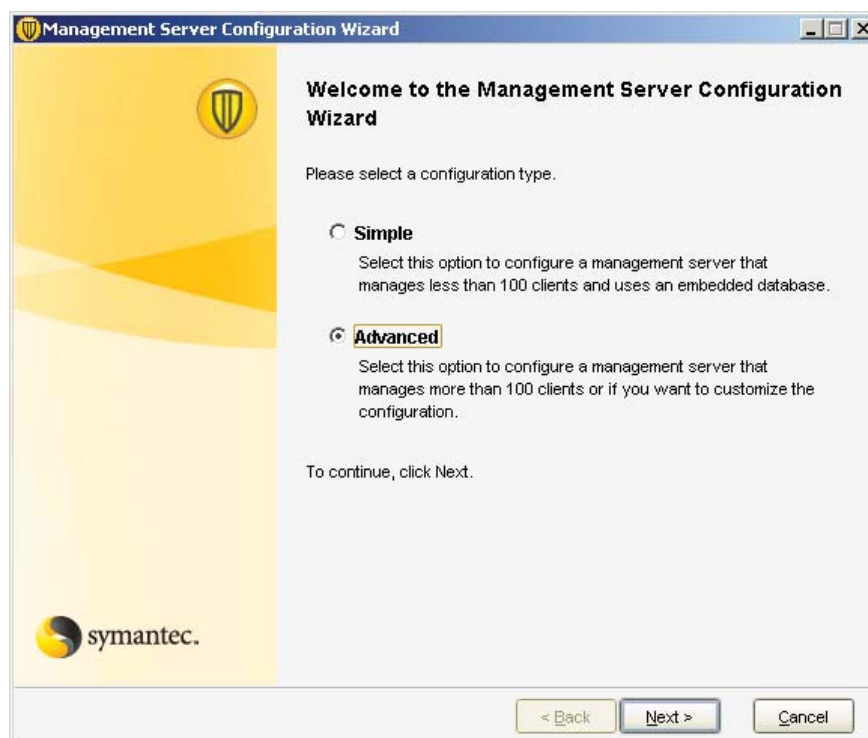 Management Server Configuration Wizard
Welcome to the Management Server Configuration
Wizard
Please select a configuration type.
Simple
Select this option to configure a management server that
manages less than 100 clients and uses an embedded database.
Advanced
Select this option to configure a management server that
manages more than 100 clients or if you want to customize the
configuration.
To continue, click Next.
symantec.
< Back
Next >
Cancel